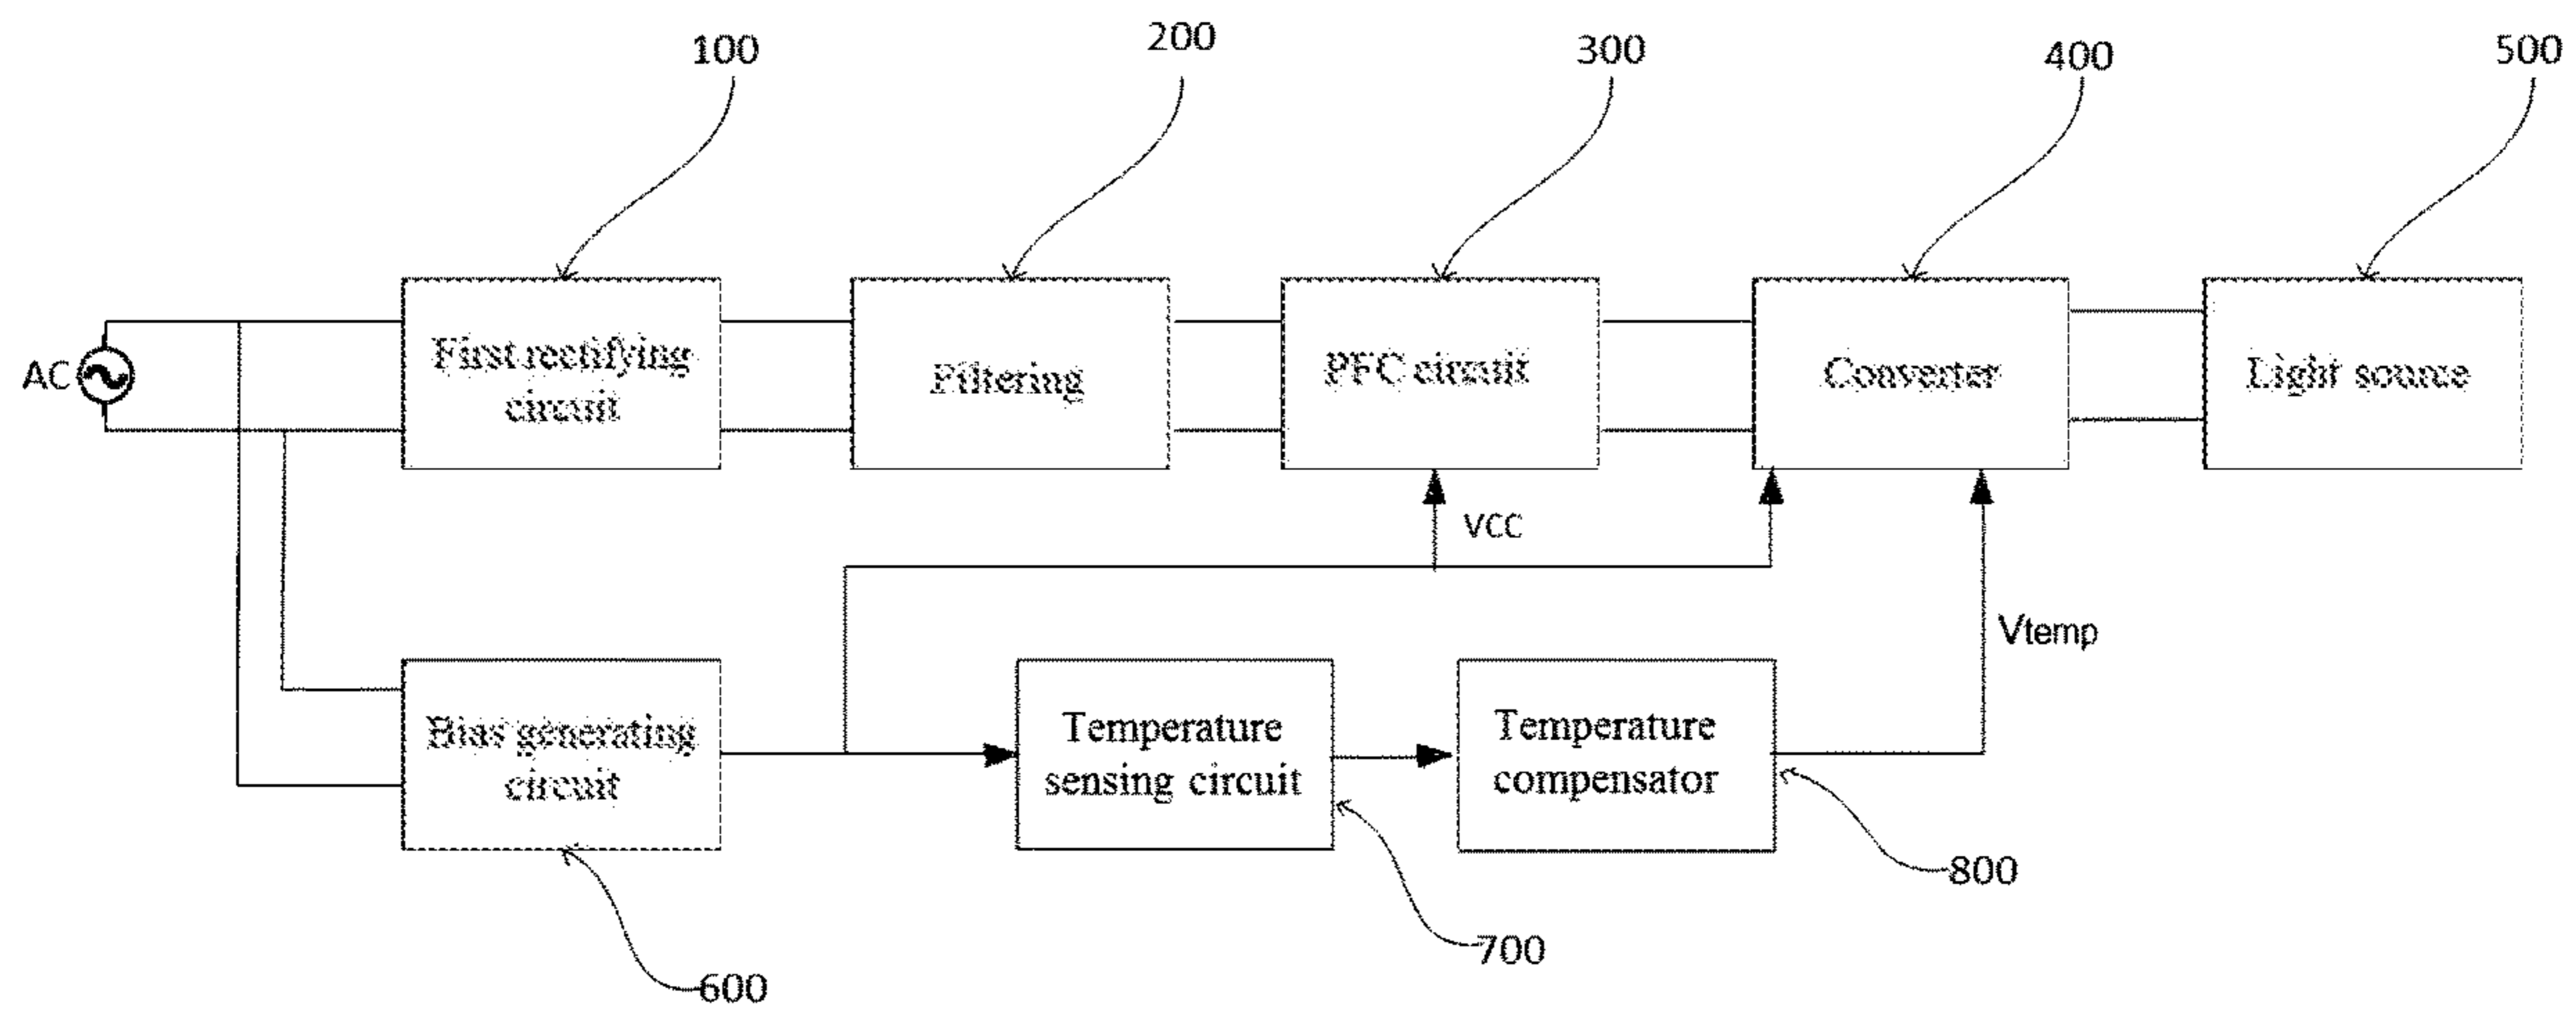 100
200
300
400
500
AC
First rectifying
circuit
Filtering
PFC circuit
Converter
Light source
VCC
Vtemp
Bias generating
circuit
Temperature
sensing circuit
Temperature
compensator
800
700
600